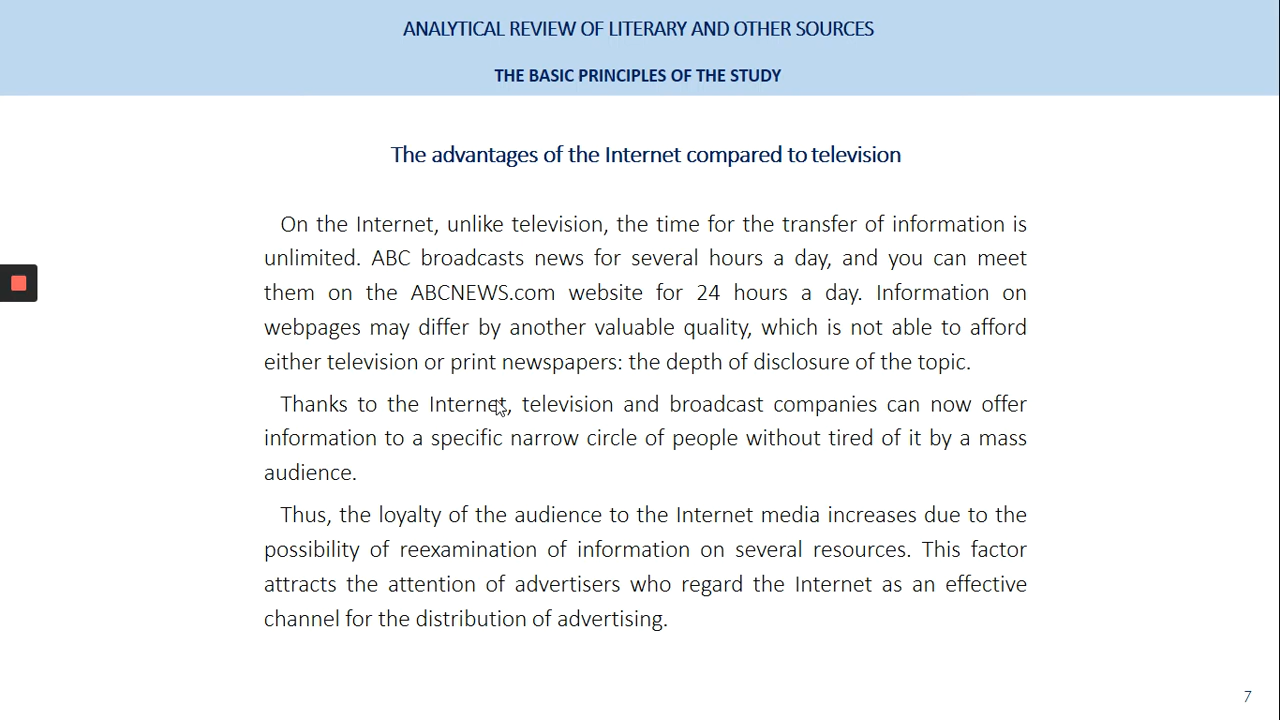 ANALYTICAL REVIEW OF LITERARY AND OTHER SOURCES
THE BASIC PRINCIPLES OF THE STUDY
The advantages of the Internet compared to television
On the Internet, unlike television, the time for the transfer of information is
unlimited. ABC broadcasts news for several hours a day, and you can meet
them on the ABCNEWS.com website for 24 hours a day. Information on
webpages may differ by another valuable quality, which is not able to afford
either television or print newspapers: the depth of disclosure of the topic.
Thanks to the Internet, television and broadcast companies can now offer
information to a specific narrow circle of people without tired of it by a mass
audience.
Thus, the loyalty of the audience to the Internet media increases due to the
possibility of reexamination of information on several resources. This factor
attracts the attention of advertisers who regard the Internet as an effective
channel for the distribution of advertising.
7